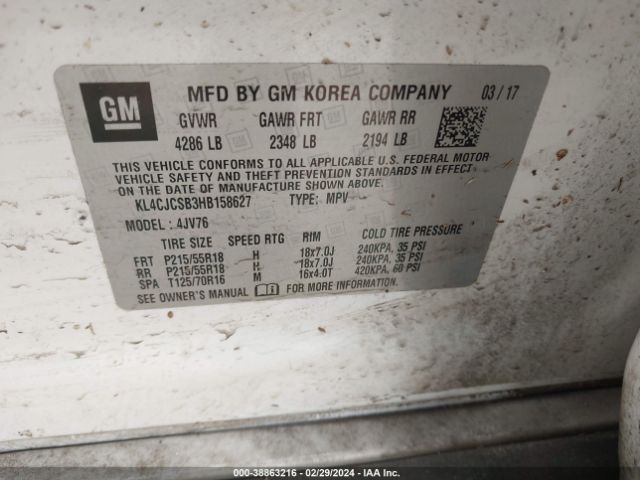 GM
MFD BY GM KOREA COMPANY 03/17
GVWR GAWR FRT GAWR RR
4286 LB 2348 LB 2194 LB
THIS VEHICLE CONFORMS TO ALL APPLICABLE U.S. FEDERAL MOTOR
VEHICLE SAFETY AND THEFT PREVENTION STANDARDS IN EFFECT ON THE
DATE OF MANUFACTURE SHOWN ABOVE.
KL4CJCSB3HB158627 TYPE: MPV
MODEL: 4JV76
TIRE SIZE SPEED RTG RIM COLD TIRE PRESSURE
FRT P215/55R18 H 18x7.0J 240KPA, 35 PSI
RR P215/55R18 H 18x7.0J 240KPA, 35 PSI
SPA T125/70R16 M 16x4.0T 420KPA, 60 PSI
SEE OWNER'S MANUAL FOR MORE INFORMATION.
000-38863216 - 02/29/2024 - IAA Inc.